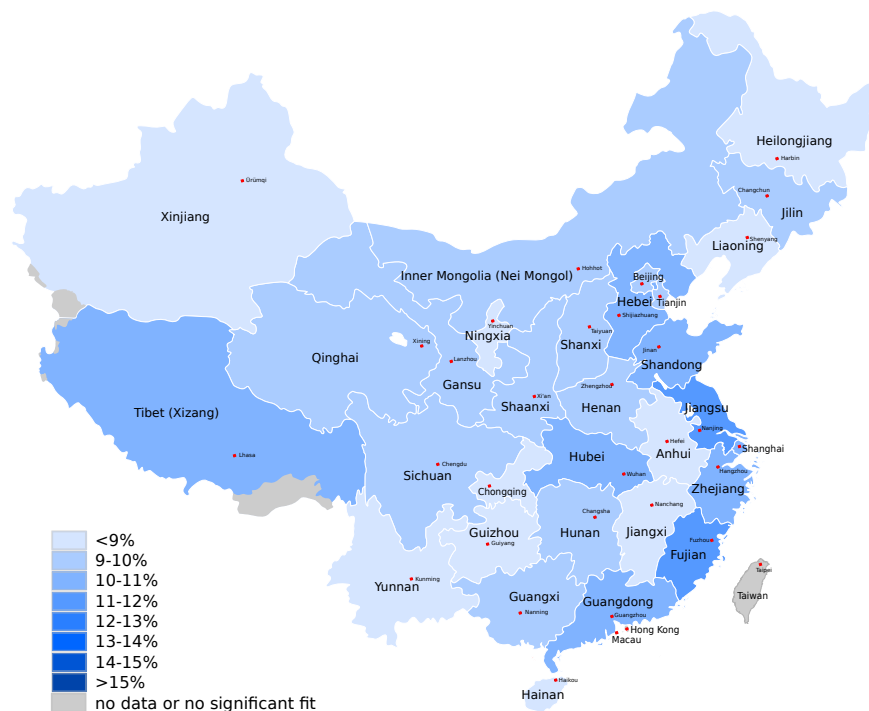 Heilongjiang
Harbin
Ürümqi
Changchun
Xinjiang
Jilin
Shenyang
Liaoning
Hohhot
Inner Mongolia (Nei Mongol)
Beijing
Hebei
Tianjin
Shijiazhuang
Yinchuan
Ningxia
Taiyuan
Shanxi
Xining
Qinghai
Lanzhou
Gansu
Jinan
Shandong
Zhengzhou
Xi'an
Shaanxi
Henan
Jiangsu
Tibet (Xizang)
Nanjing
Hefei
Anhui
Shanghai
Lhasa
Chengdu
Sichuan
Hubei
Wuhan
Hangzhou
Zhejiang
Chongqing
Nanchang
Changsha
Guizhou
Guiyang
Hunan
Jiangxi
Fuzhou
Fujian
Yunnan
Kunming
Taipei
Taiwan
Guangxi
Nanning
Guangdong
Guangzhou
Hong Kong
Macau
Haikou
Hainan
<9%
9-10%
10-11%
11-12%
12-13%
13-14%
14-15%
>15%
no data or no significant fit